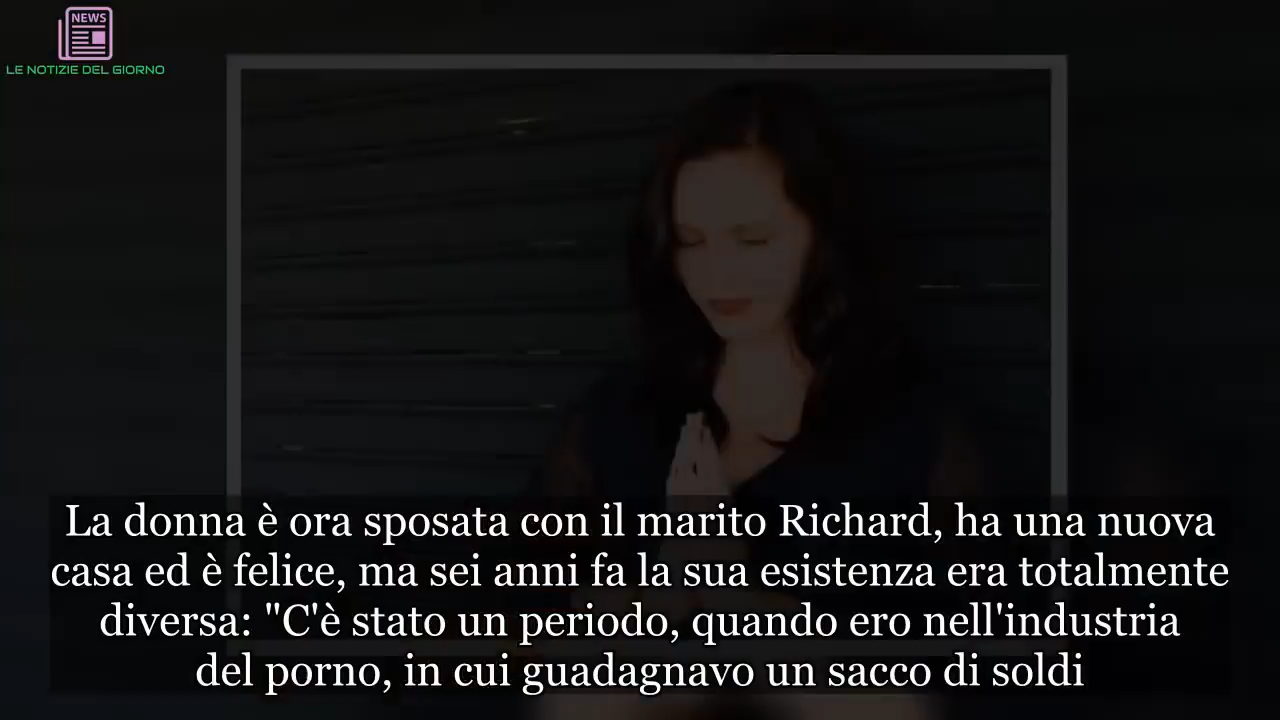 NEWS
LE NOTIZIE DEL GIORNO
La donna è ora sposata con il marito Richard, ha una nuova
casa ed è felice, ma sei anni fa la sua esistenza era totalmente
diversa: "C'è stato un periodo, quando ero nell'industria
del porno, in cui guadagnavo un sacco di soldi